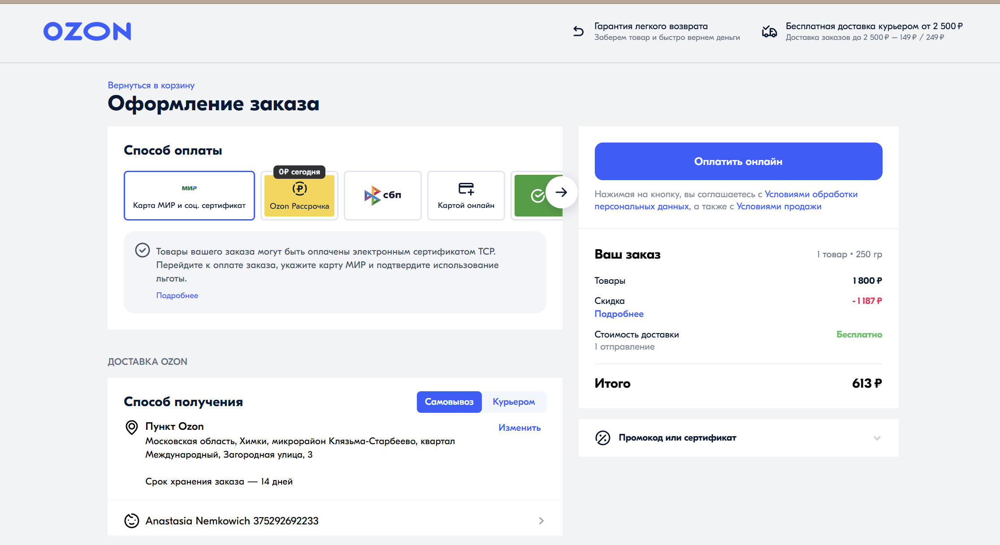 OZON
Гарантия легкого возврата
Заберем товар и быстро вернем деньги
Бесплатная доставка курьером от 2 500 ₽
Доставка заказов до 2 500 ₽ — 149 ₽ / 249 ₽
Вернуться в корзину
Оформление заказа
Способ оплаты
МИР
Карта МИР и соц. сертификат
0₽ сегодня
Ozon Рассрочка
сбп
Картой онлайн
Товары вашего заказа могут быть оплачены электронным сертификатом ТСР.
Перейдите к оплате заказа, укажите карту МИР и подтвердите использование
льготы.
Подробнее
ДОСТАВКА OZON
Способ получения
Самовывоз
Курьером
Пункт Ozon
Изменить
Московская область, Химки, микрорайон Клязьма-Старбеево, квартал
Международный, Загородная улица, 3
Срок хранения заказа — 14 дней
Anastasia Nemkowich 375292692233
Оплатить онлайн
Нажимая на кнопку, вы соглашаетесь с Условиями обработки
персональных данных, а также с Условиями продажи
Ваш заказ
1 товар • 250 гр
Товары
1 800 ₽
Скидка
- 1 187 ₽
Подробнее
Стоимость доставки
Бесплатно
1 отправление
Итого
613 ₽
Промокод или сертификат